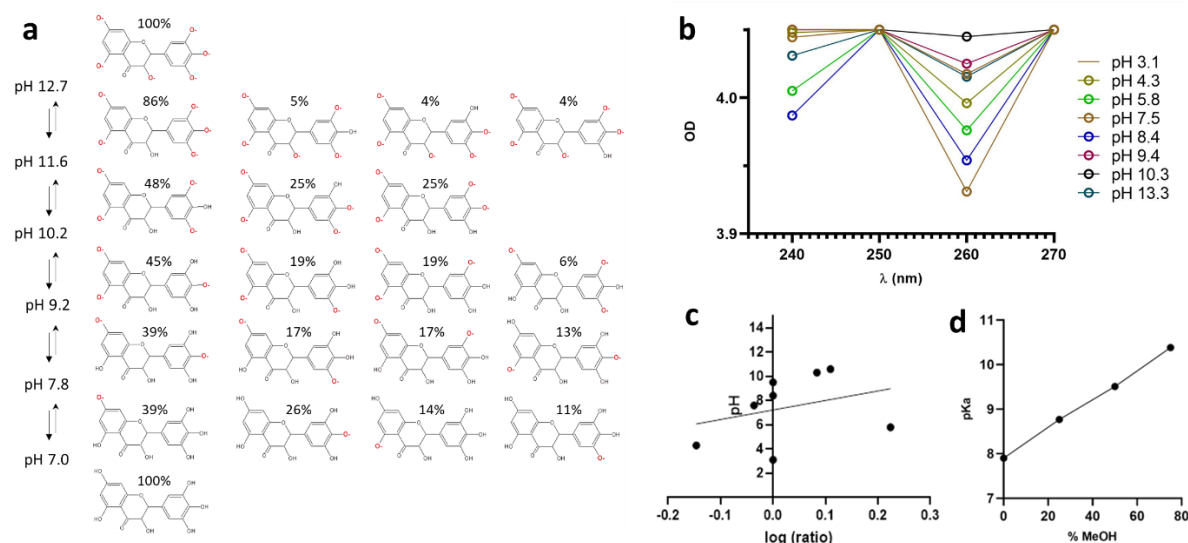 a
100%
pH 12.7
86%
5%
4%
4%
pH 11.6
48%
25%
25%
pH 10.2
45%
19%
19%
6%
pH 9.2
39%
17%
17%
13%
pH 7.8
39%
26%
14%
11%
pH 7.0
100%
b
OD
4.0
3.9
240
250
260
270
λ (nm)
pH 3.1
pH 4.3
pH 5.8
pH 7.5
pH 8.4
pH 9.4
pH 10.3
pH 13.3
c
pH
14
12
10
8
6
4
2
-0.2
-0.1
0.0
0.1
0.2
0.3
log (ratio)
d
pKa
11
10
9
8
7
0
20
40
60
80
% MeOH